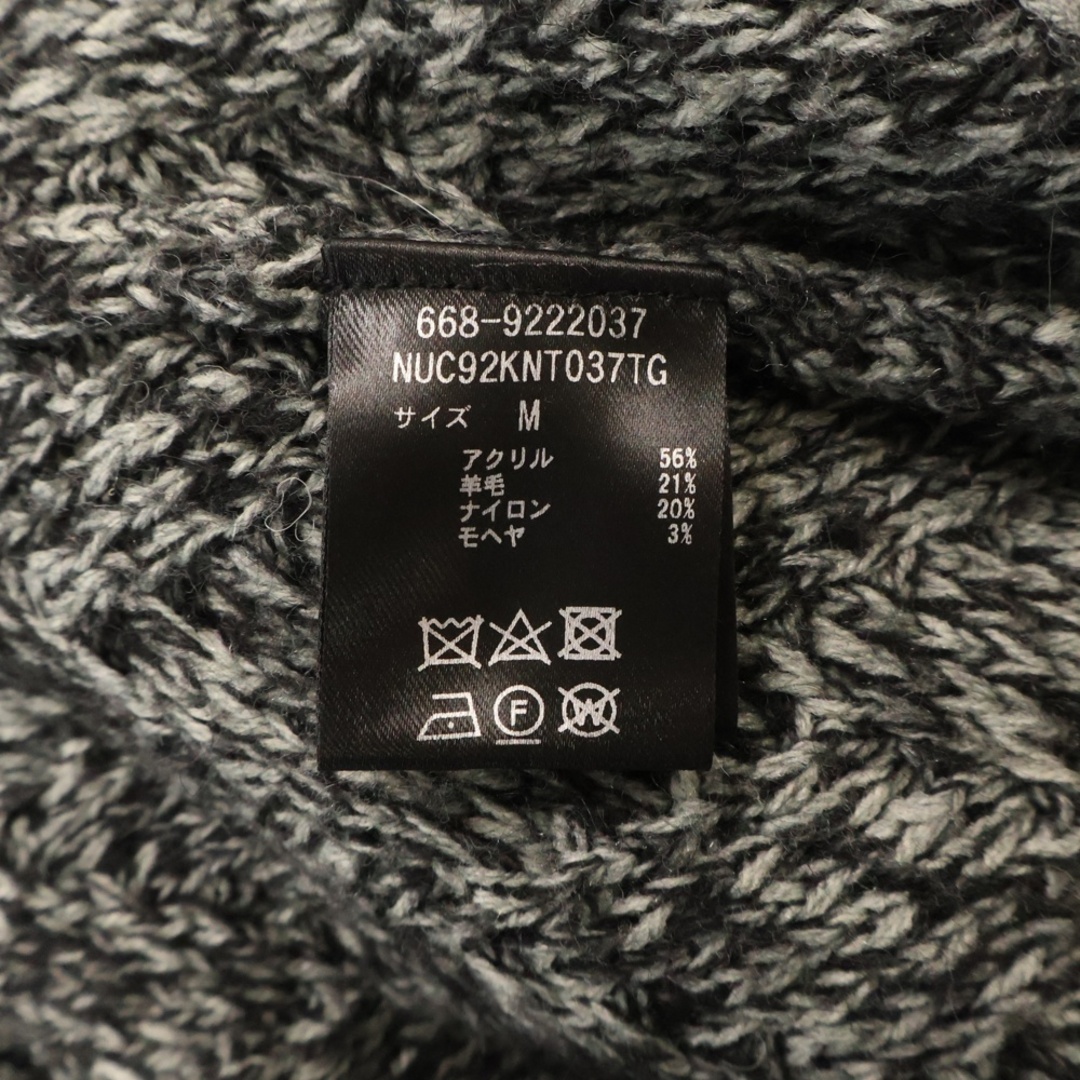 668-9222037
NUC92KNT037TG
サイズ M
アクリル 56%
羊毛 21%
ナイロン 20%
モヘヤ 3%
F W